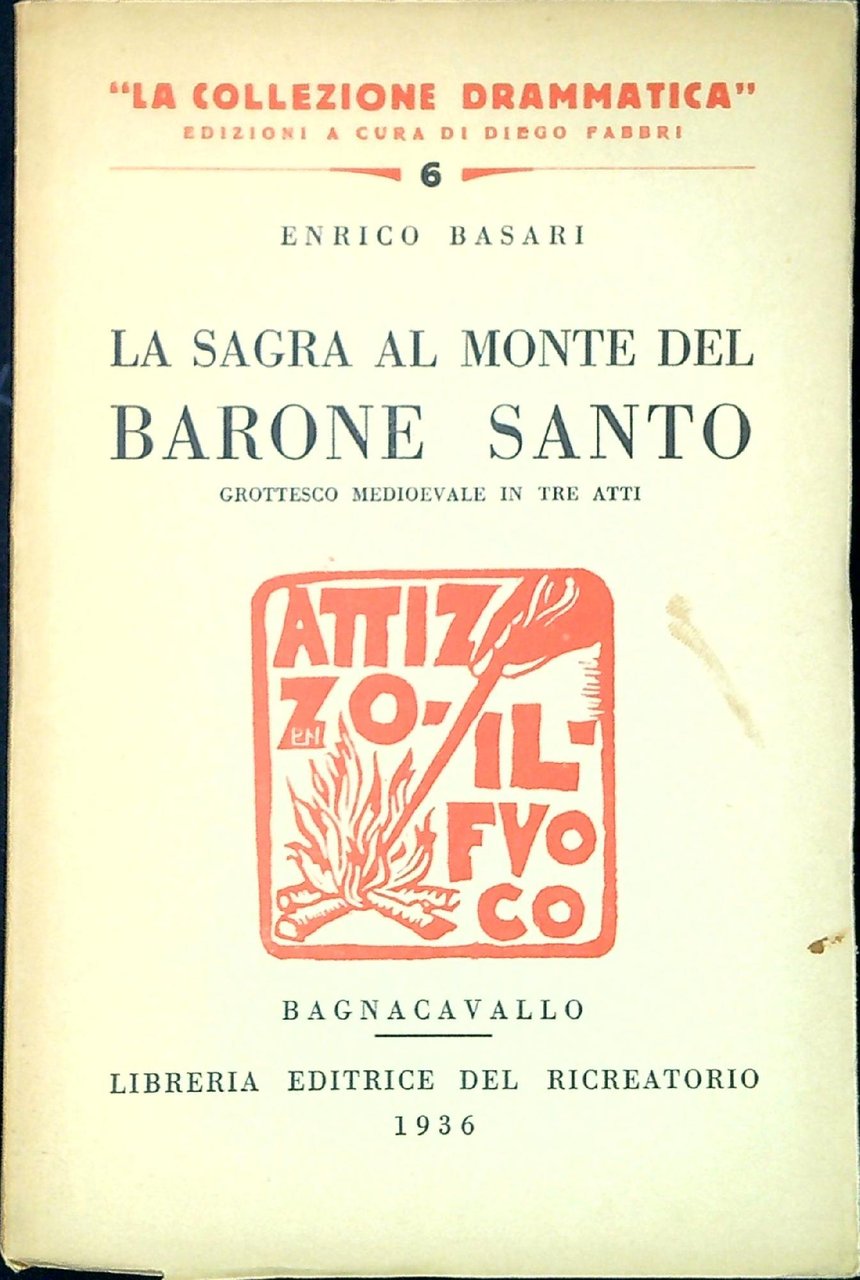 "LA COLLEZIONE DRAMMATICA"
EDIZIONI A CURA DI DIEGO FABBRI
6
ENRICO BASARI
LA SAGRA AL MONTE DEL
BARONE SANTO
GROTTESCO MEDIOEVALE IN TRE ATTI
ATTIZ
ZO-
IL-
FVO
CO
BAGNACAVALLO
LIBRERIA EDITRICE DEL RICREATORIO
1936